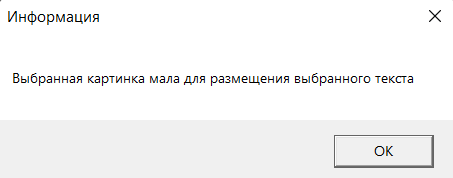 Информация
Выбранная картинка мала для размещения выбранного текста
OK